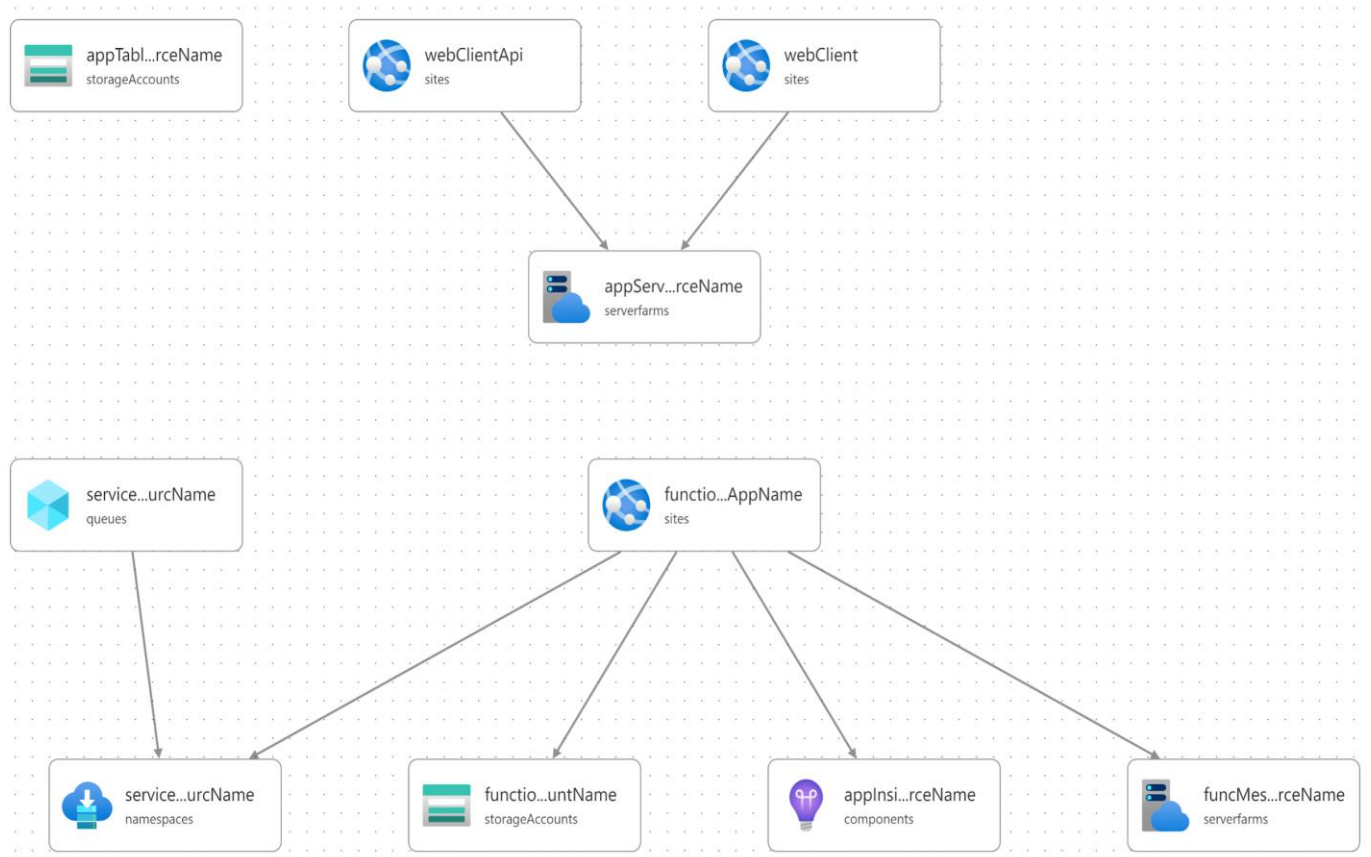 appTabl...rceName
storageAccounts
webClientApi
sites
webClient
sites
appServ...rceName
serverfarms
service...urcName
queues
functio...AppName
sites
service...urcName
namespaces
functio...untName
storageAccounts
appInsi...rceName
components
funcMes...rceName
serverfarms